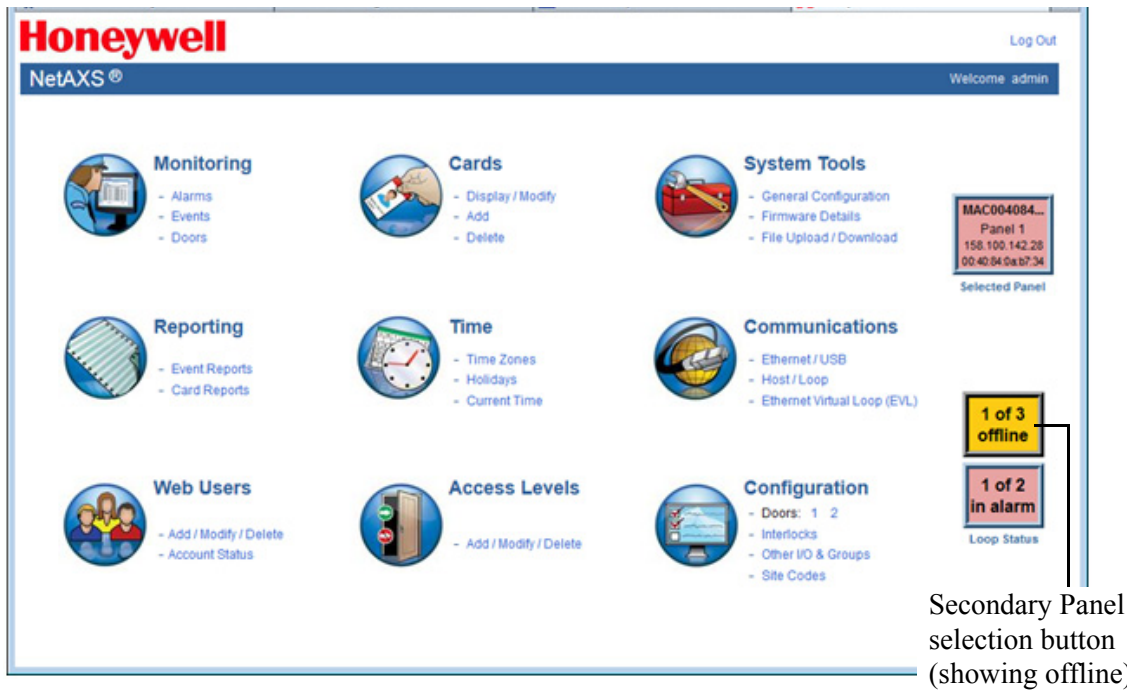 Honeywell
Log Out
NetAXS ®
Welcome admin
Monitoring
- Alarms
- Events
- Doors
Cards
- Display / Modify
- Add
- Delete
System Tools
- General Configuration
- Firmware Details
- File Upload / Download
MAC004084...
Panel 1
158.100.142.28
00:40:84:0a:b7:34
Selected Panel
Reporting
- Event Reports
- Card Reports
Time
- Time Zones
- Holidays
- Current Time
Communications
- Ethernet / USB
- Host / Loop
- Ethernet Virtual Loop (EVL)
1 of 3
offline
1 of 2
in alarm
Loop Status
Web Users
- Add / Modify / Delete
- Account Status
Access Levels
- Add / Modify / Delete
Configuration
- Doors: 1 2
- Interlocks
- Other I/O & Groups
- Site Codes
Secondary Panel
selection button
(showing offline)